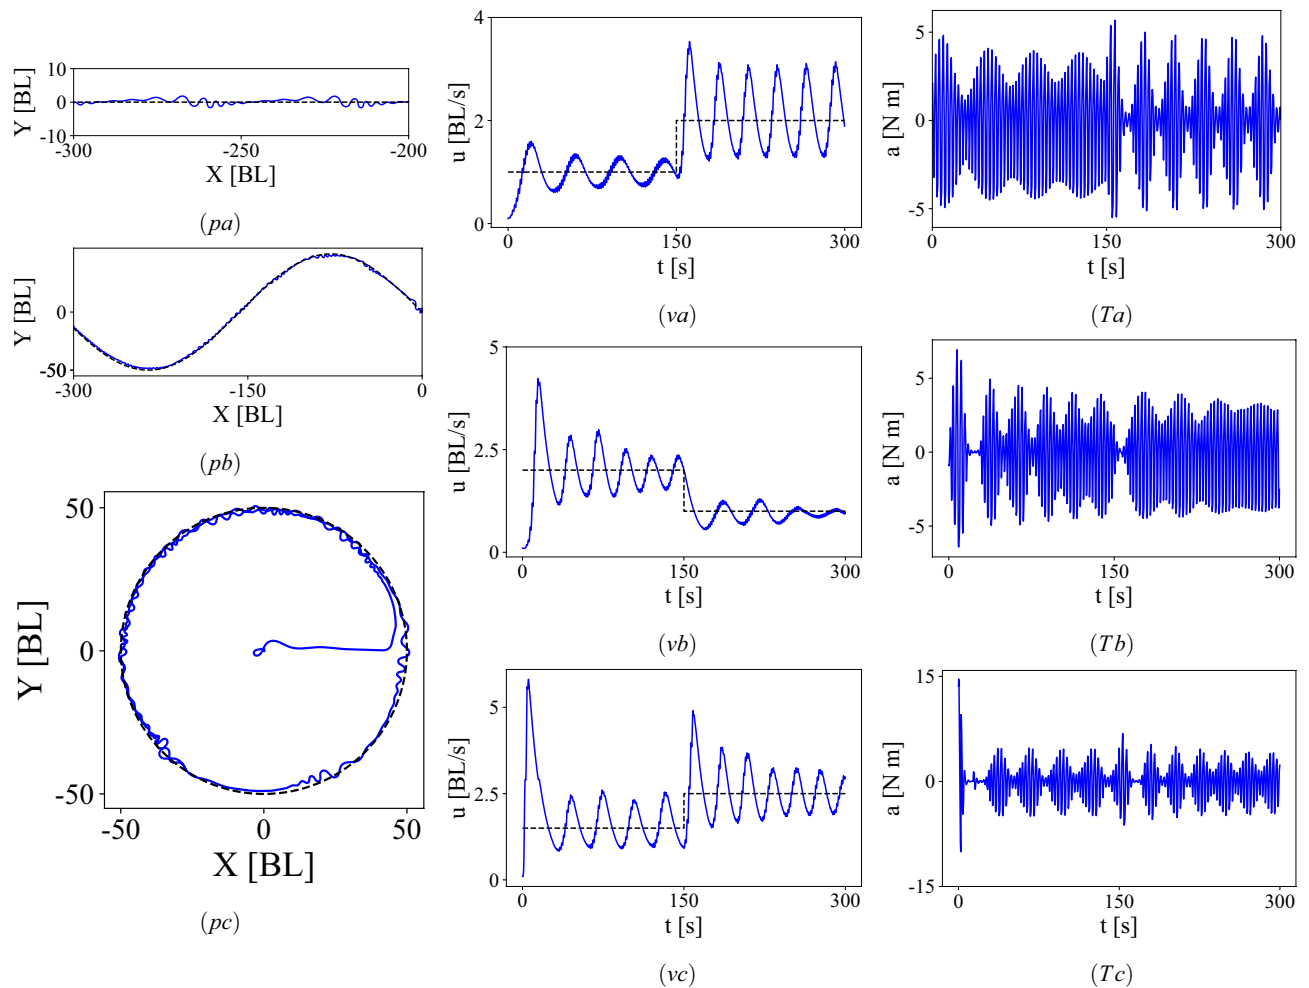 10
0
-10
Y [BL]
-300
-250
-200
X [BL]
(pa)
0
-50
Y [BL]
-300
-150
0
X [BL]
(pb)
50
0
-50
Y [BL]
-50
0
50
X [BL]
(pc)
4
2
0
u [BL/s]
0
150
300
t [s]
(va)
5
2.5
0
u [BL/s]
0
150
300
t [s]
(vb)
5
2.5
0
u [BL/s]
0
150
300
t [s]
(vc)
5
0
-5
a [N m]
0
150
300
t [s]
(Ta)
5
0
-5
a [N m]
0
150
300
t [s]
(Tb)
15
0
-15
a [N m]
0
150
300
t [s]
(Tc)